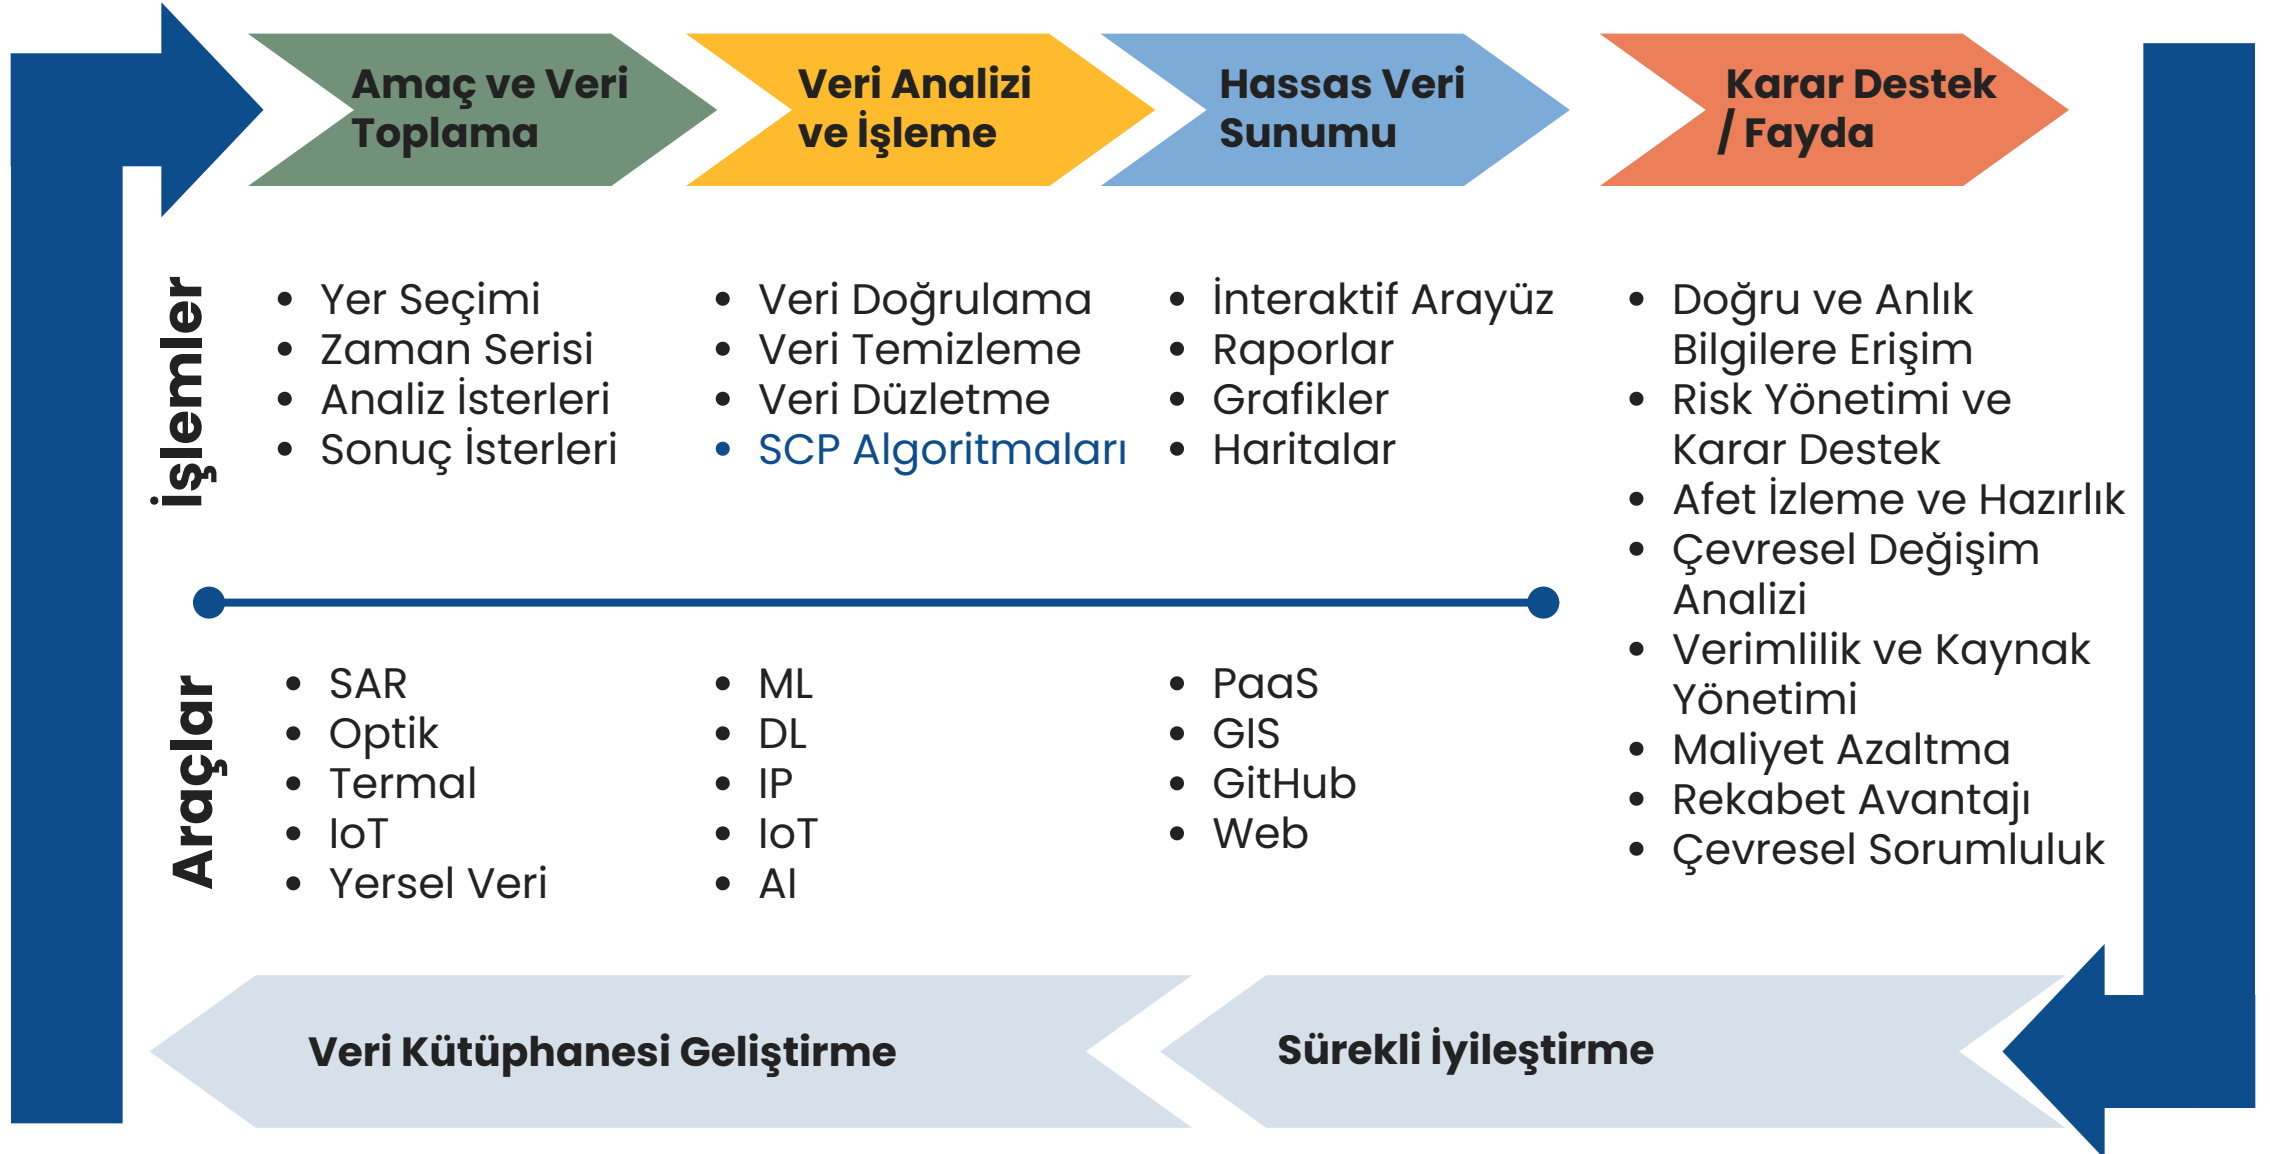 Amaç ve Veri
Toplama
Veri Analizi
ve İşleme
Hassas Veri
Sunumu
Karar Destek
/ Fayda
İşlemler
• Yer Seçimi
• Zaman Serisi
• Analiz İsterleri
• Sonuç İsterleri
• Veri Doğrulama
• Veri Temizleme
• Veri Düzletme
• SCP Algoritmaları
• İnteraktif Arayüz
• Raporlar
• Grafikler
• Haritalar
• Doğru ve Anlık
Bilgilere Erişim
• Risk Yönetimi ve
Karar Destek
• Afet İzleme ve Hazırlık
• Çevresel Değişim
Analizi
• Verimlilik ve Kaynak
Yönetimi
• Maliyet Azaltma
• Rekabet Avantajı
• Çevresel Sorumluluk
Araçlar
• SAR
• Optik
• Termal
• IoT
• Yersel Veri
• ML
• DL
• IP
• IoT
• AI
• PaaS
• GIS
• GitHub
• Web
Veri Kütüphanesi Geliştirme
Sürekli İyileştirme